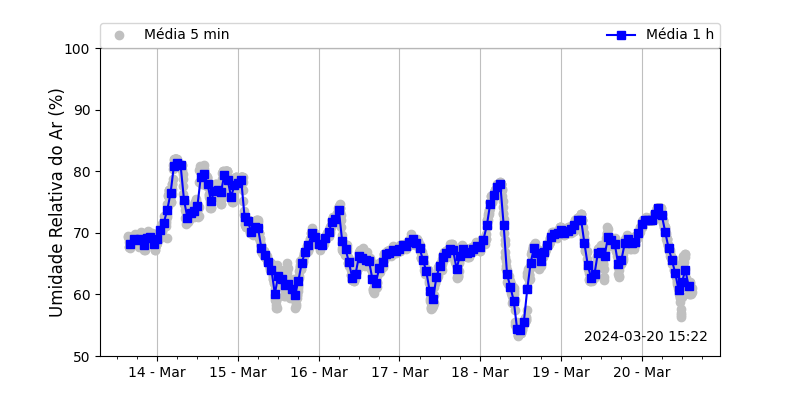 Média 5 min
Média 1 h
Umidade Relativa do Ar (%)
100
90
80
70
60
50
2024-03-20 15:22
14 - Mar
15 - Mar
16 - Mar
17 - Mar
18 - Mar
19 - Mar
20 - Mar